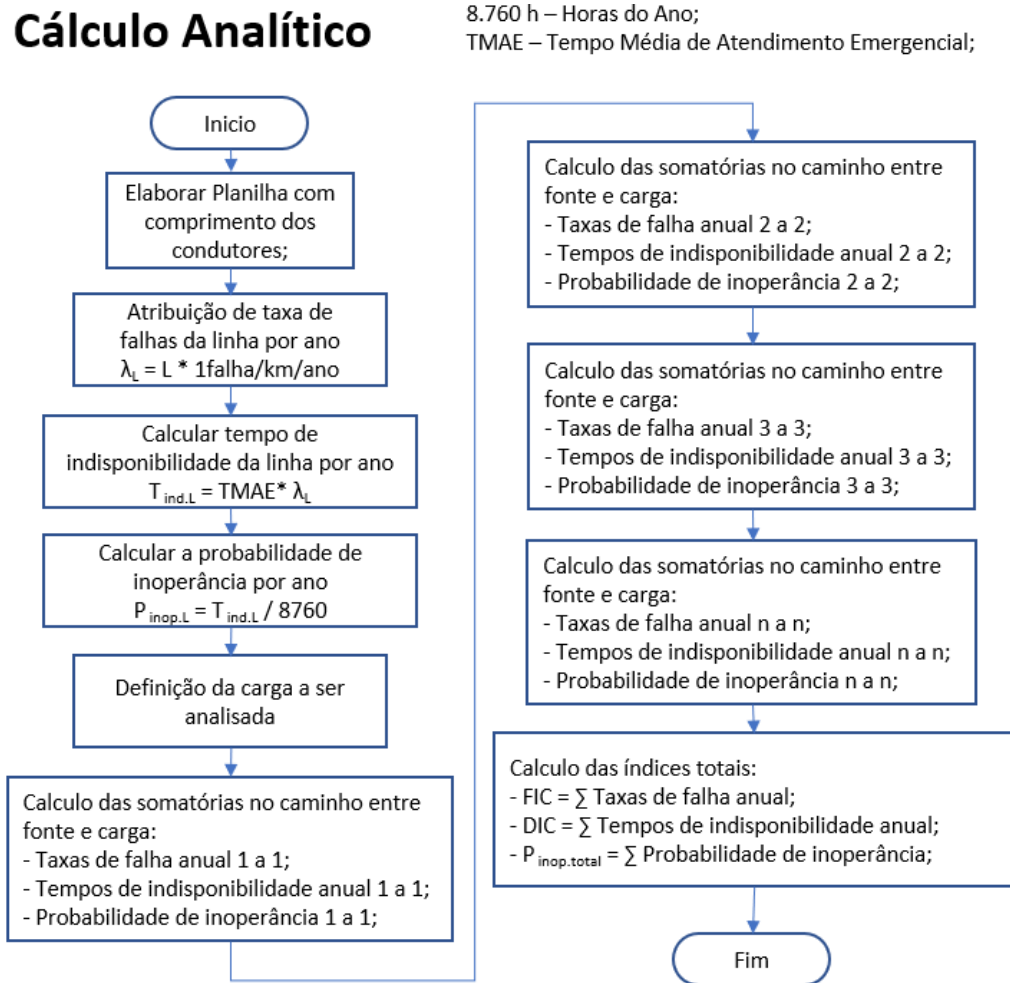 Cálculo Analítico
8.760 h – Horas do Ano;
TMAE – Tempo Média de Atendimento Emergencial;
Inicio
Elaborar Planilha com
comprimento dos
condutores;
Atribuição de taxa de
falhas da linha por ano
λL = L * 1falha/km/ano
Calcular tempo de
indisponibilidade da linha por ano
T ind.L = TMAE* λL
Calcular a probabilidade de
inoperância por ano
P inop.L = T ind.L / 8760
Definição da carga a ser
analisada
Calculo das somatórias no caminho entre
fonte e carga:
- Taxas de falha anual 1 a 1;
- Tempos de indisponibilidade anual 1 a 1;
- Probabilidade de inoperância 1 a 1;
Calculo das somatórias no caminho entre
fonte e carga:
- Taxas de falha anual 2 a 2;
- Tempos de indisponibilidade anual 2 a 2;
- Probabilidade de inoperância 2 a 2;
Calculo das somatórias no caminho entre
fonte e carga:
- Taxas de falha anual 3 a 3;
- Tempos de indisponibilidade anual 3 a 3;
- Probabilidade de inoperância 3 a 3;
Calculo das somatórias no caminho entre
fonte e carga:
- Taxas de falha anual n a n;
- Tempos de indisponibilidade anual n a n;
- Probabilidade de inoperância n a n;
Calculo das índices totais:
- FIC = ∑ Taxas de falha anual;
- DIC = ∑ Tempos de indisponibilidade anual;
- P inop.total = ∑ Probabilidade de inoperância;
Fim